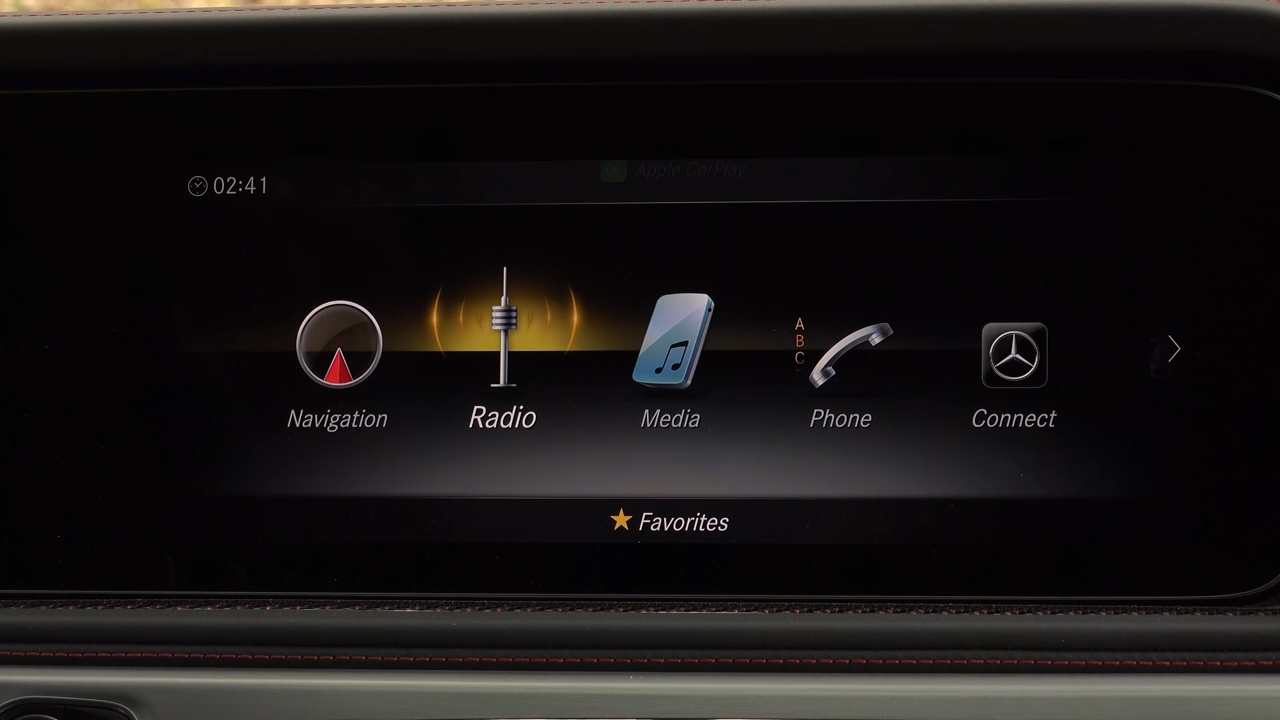 Apple CarPlay
02:41
A
B
C
Navigation
Radio
Media
Phone
Connect
Favorites